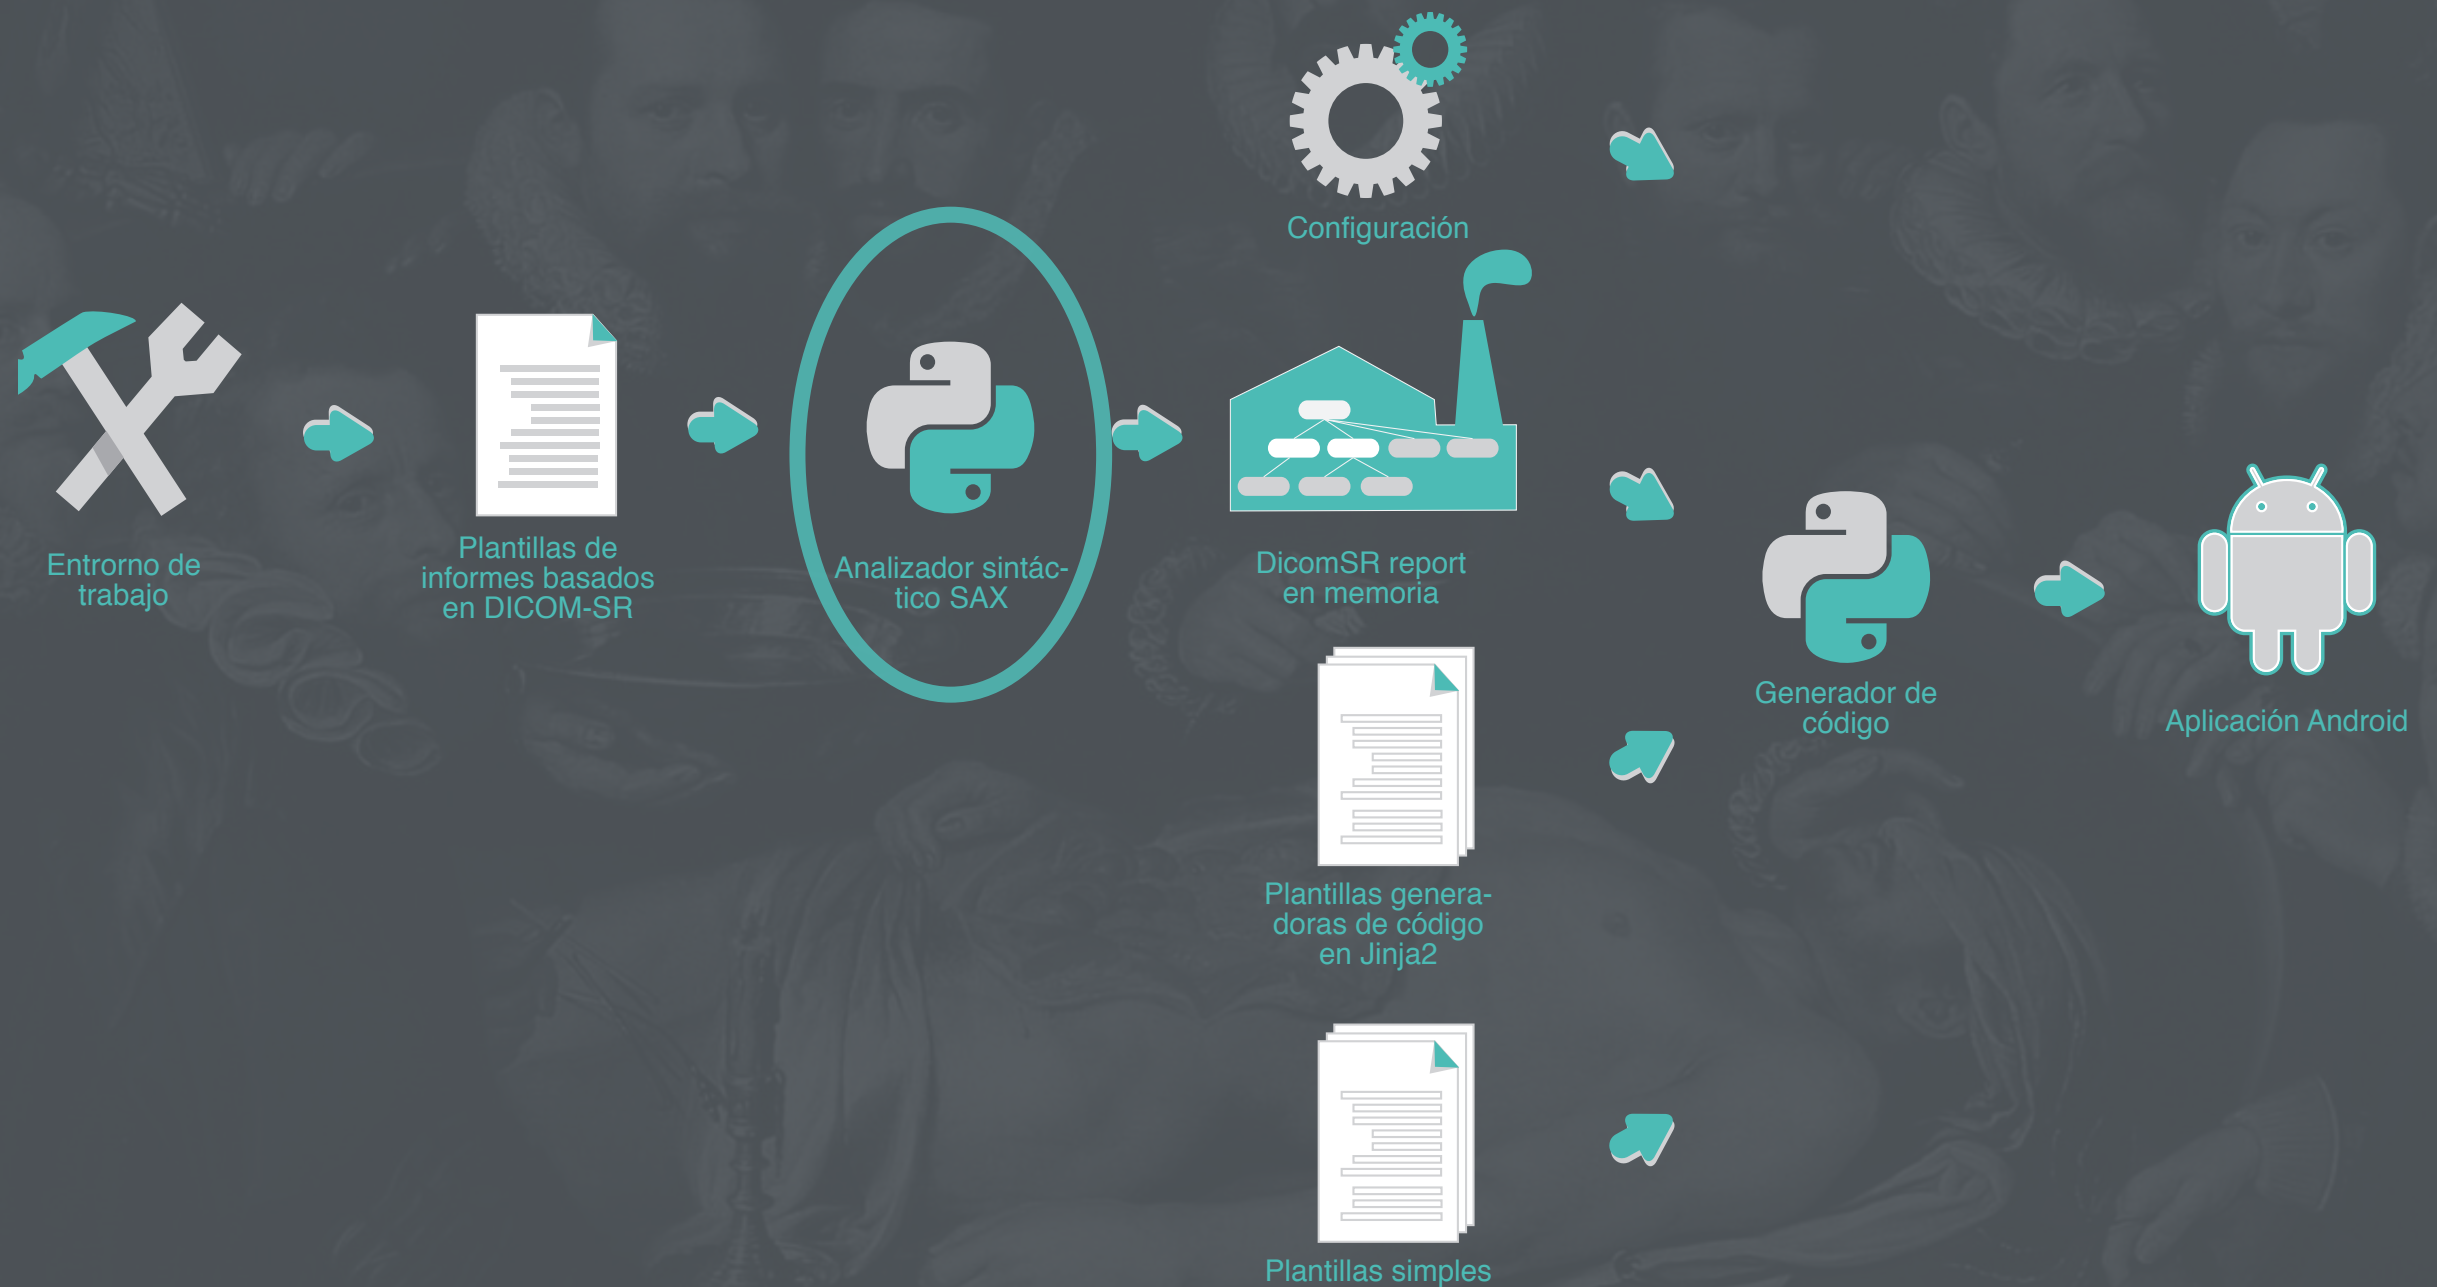 Configuración
Entrorno de
trabajo
Plantillas de
informes basados
en DICOM-SR
Analizador sintác-
tico SAX
DicomSR report
en memoria
Generador de
código
Aplicación Android
Plantillas genera-
doras de código
en Jinja2
Plantillas simples